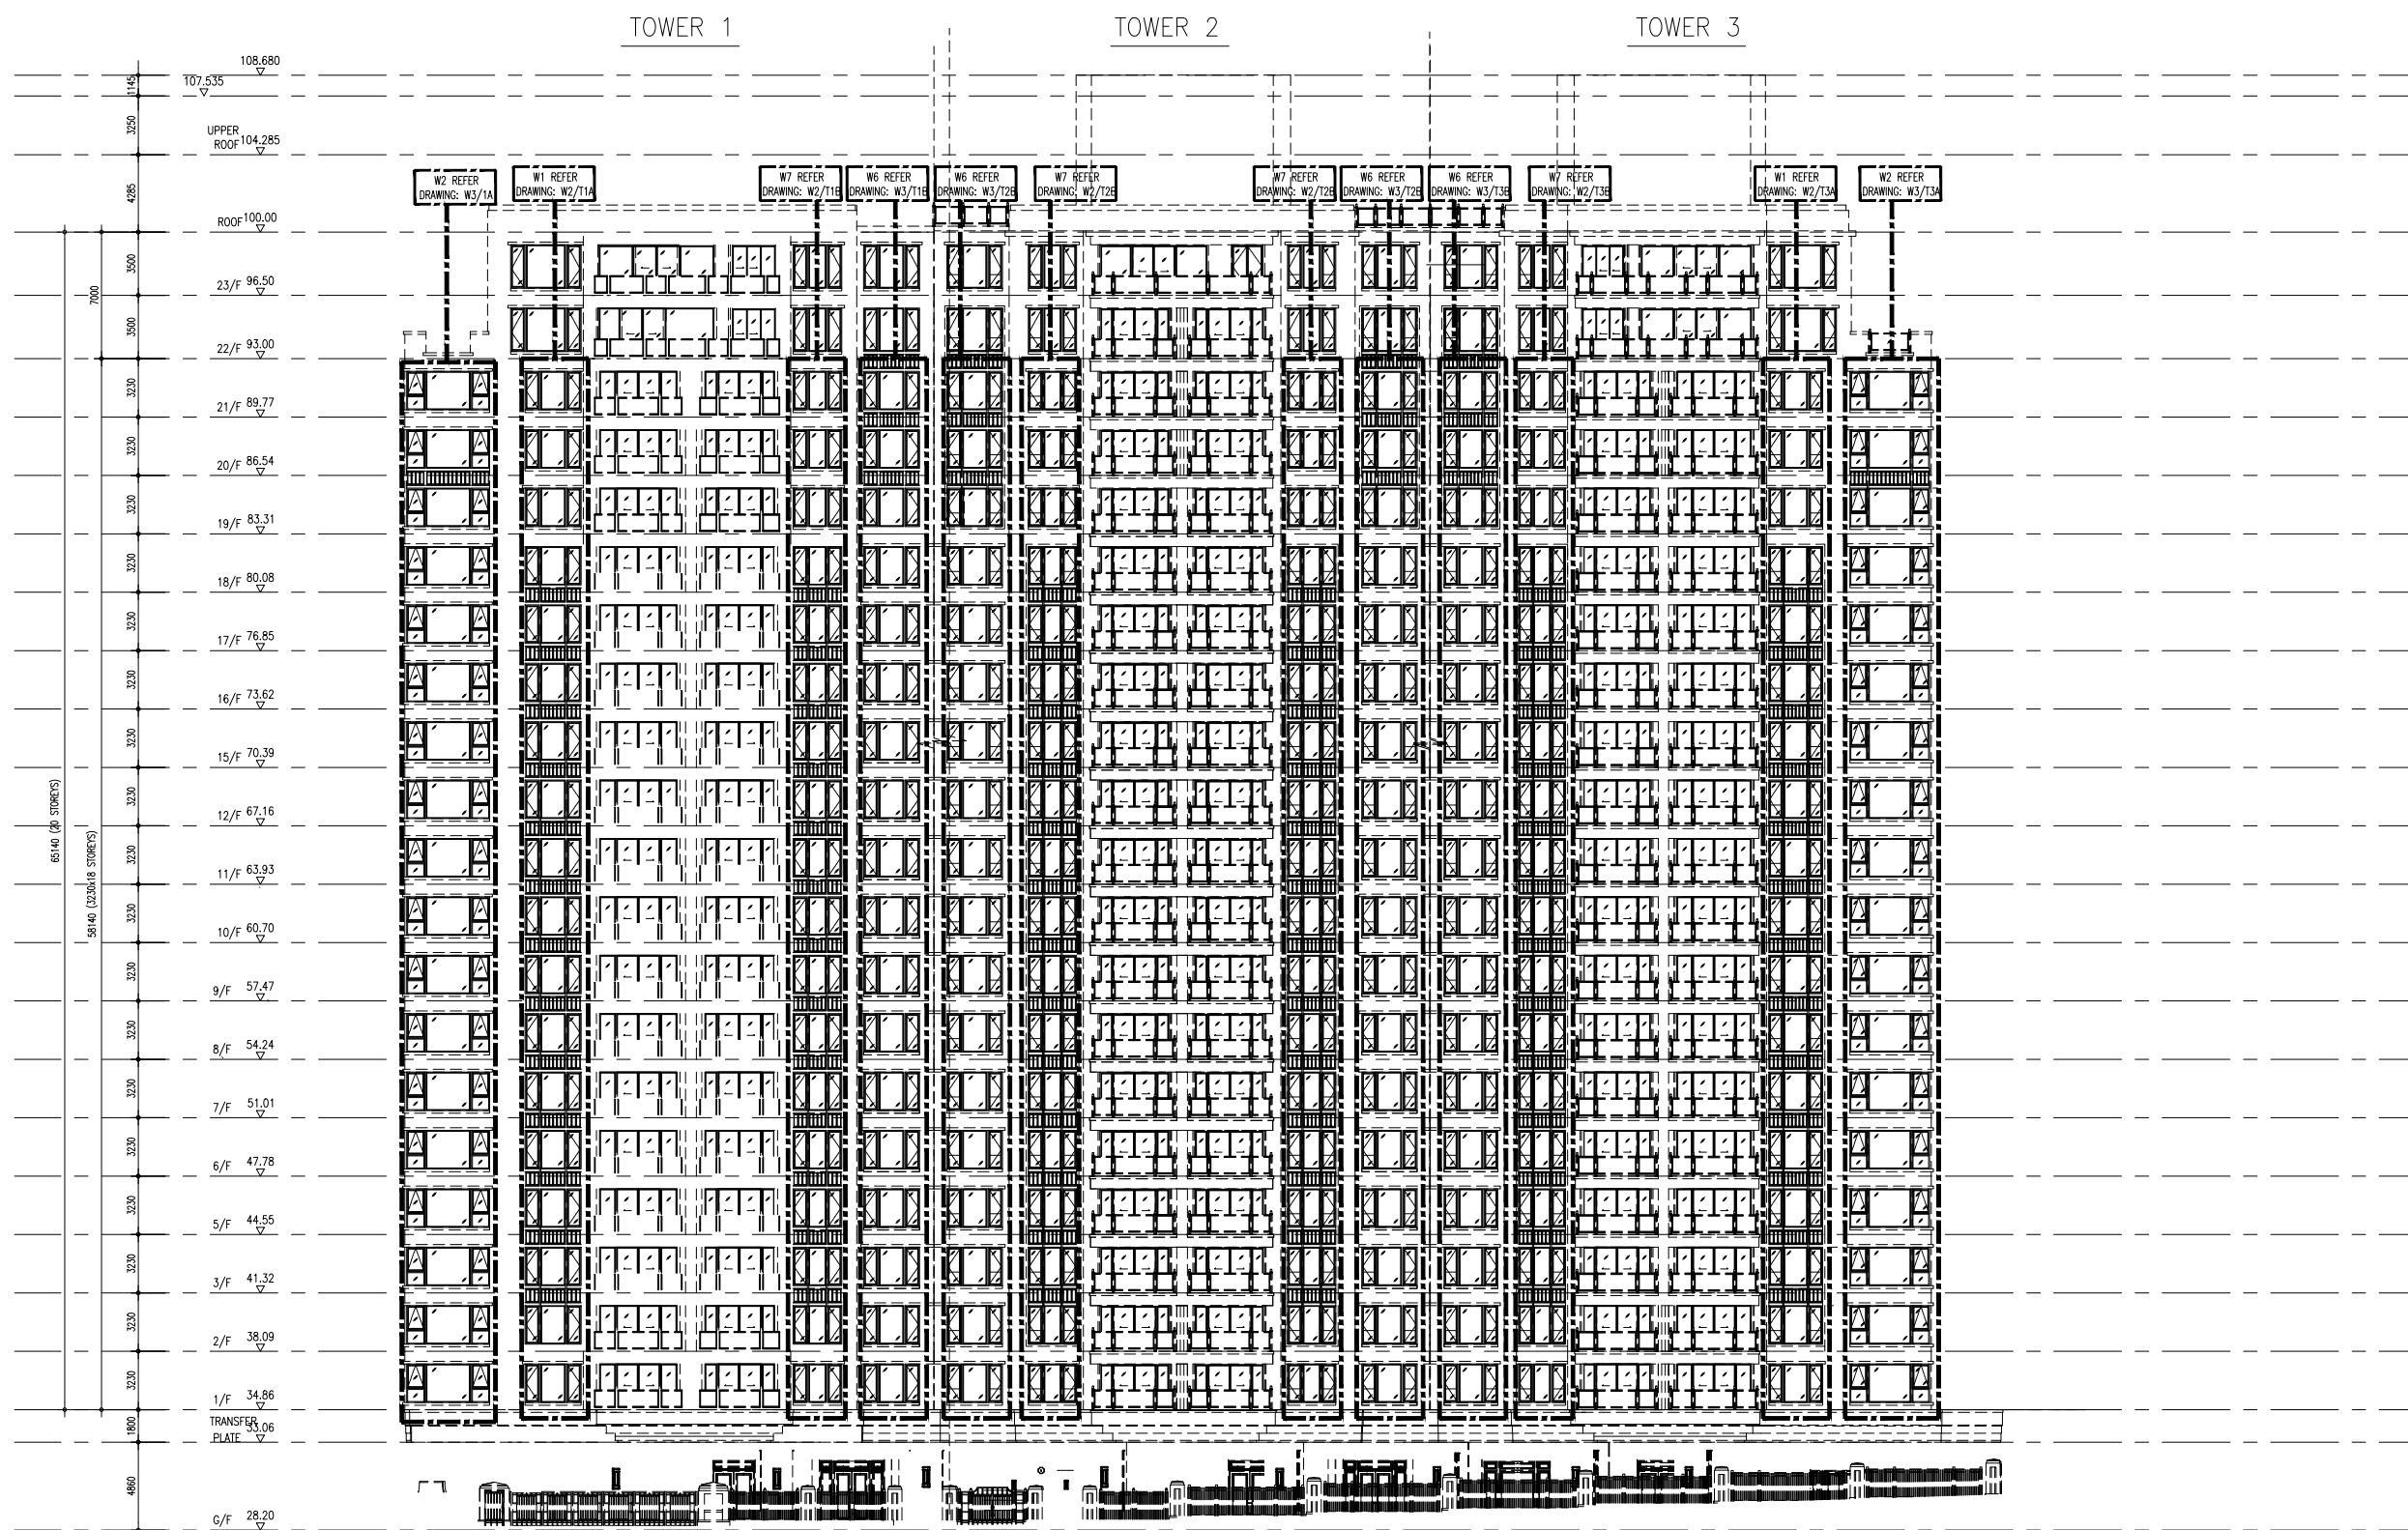 TOWER 1
TOWER 2
TOWER 3
108.680
107.535
1145
3250
UPPER
ROOF 104.285
4285
W2 REFER
DRAWING: W3/1A
W1 REFER
DRAWING: W2/T1A
W7 REFER
DRAWING: W2/T1B
W6 REFER
DRAWING: W3/T1B
W6 REFER
DRAWING: W3/T2B
W7 REFER
DRAWING: W2/T2B
W7 REFER
DRAWING: W2/T2B
W6 REFER
DRAWING: W3/T2B
W6 REFER
DRAWING: W3/T3B
W7 REFER
DRAWING: W2/T3B
W1 REFER
DRAWING: W2/T3A
W2 REFER
DRAWING: W3/T3A
ROOF 100.00
3500
23/F 96.50
7000
3500
22/F 93.00
3230
21/F 89.77
3230
20/F 86.54
3230
19/F 83.31
3230
18/F 80.08
3230
17/F 76.85
3230
16/F 73.62
3230
15/F 70.39
3230
12/F 67.16
65140 (20 STOREYS)
58140 (3230x18 STOREYS)
3230
11/F 63.93
3230
10/F 60.70
3230
9/F 57.47
3230
8/F 54.24
3230
7/F 51.01
3230
6/F 47.78
3230
5/F 44.55
3230
3/F 41.32
3230
2/F 38.09
3230
1/F 34.86
1800
TRANSFER
PLATE 33.06
4860
G/F 28.20